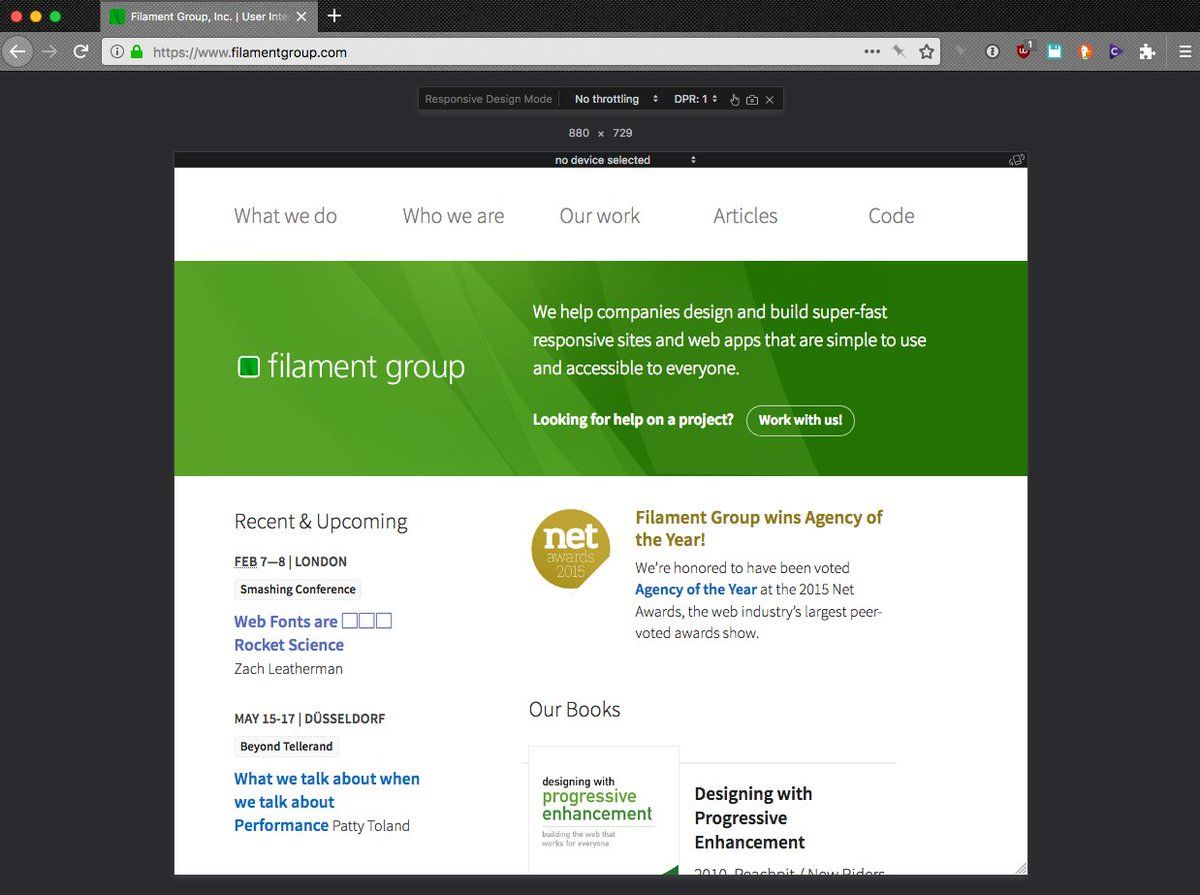 Filament Group, Inc. | User Inte
https://www.filamentgroup.com
1
Responsive Design Mode No throttling DPR: 1
880 x 729
no device selected
What we do Who we are Our work Articles Code
filament group
We help companies design and build super-fast
responsive sites and web apps that are simple to use
and accessible to everyone.
Looking for help on a project? Work with us!
Recent & Upcoming
FEB 7—8 | LONDON
Smashing Conference
Web Fonts are □□□
Rocket Science
Zach Leatherman
MAY 15-17 | DÜSSELDORF
Beyond Tellerand
What we talk about when
we talk about
Performance Patty Toland
net
awards
2015
Filament Group wins Agency of
the Year!
We're honored to have been voted
Agency of the Year at the 2015 Net
Awards, the web industry's largest peer-
voted awards show.
Our Books
designing with
progressive
enhancement
building the web that
works for everyone
Designing with
Progressive
Enhancement
2010, Peachpit / New Riders